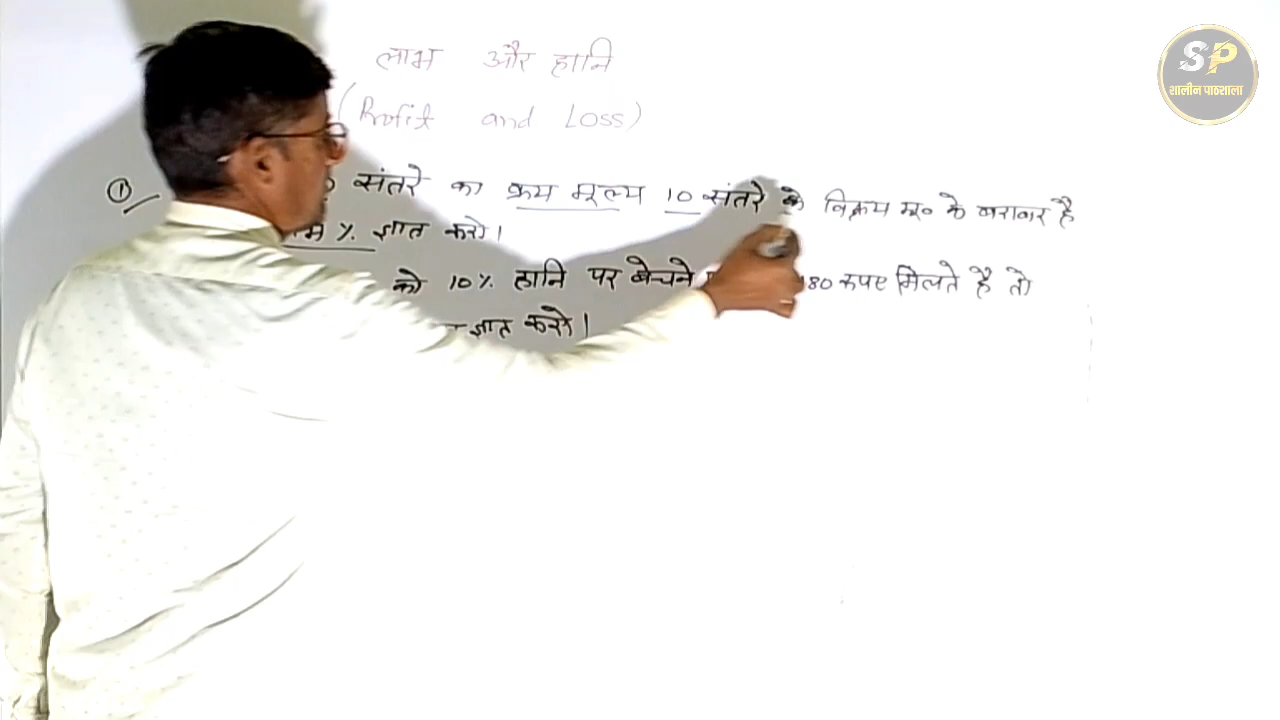 लाभ और हानि
(Profit and Loss)
① संतरे का क्रय मूल्य 10 संतरे के विक्रय मू० के बराबर है
% ज्ञात करो।
को 10% हानि पर बेचने 80 रुपए मिलते है तो
ज्ञात करो।
SP
शालीन पाठशाला